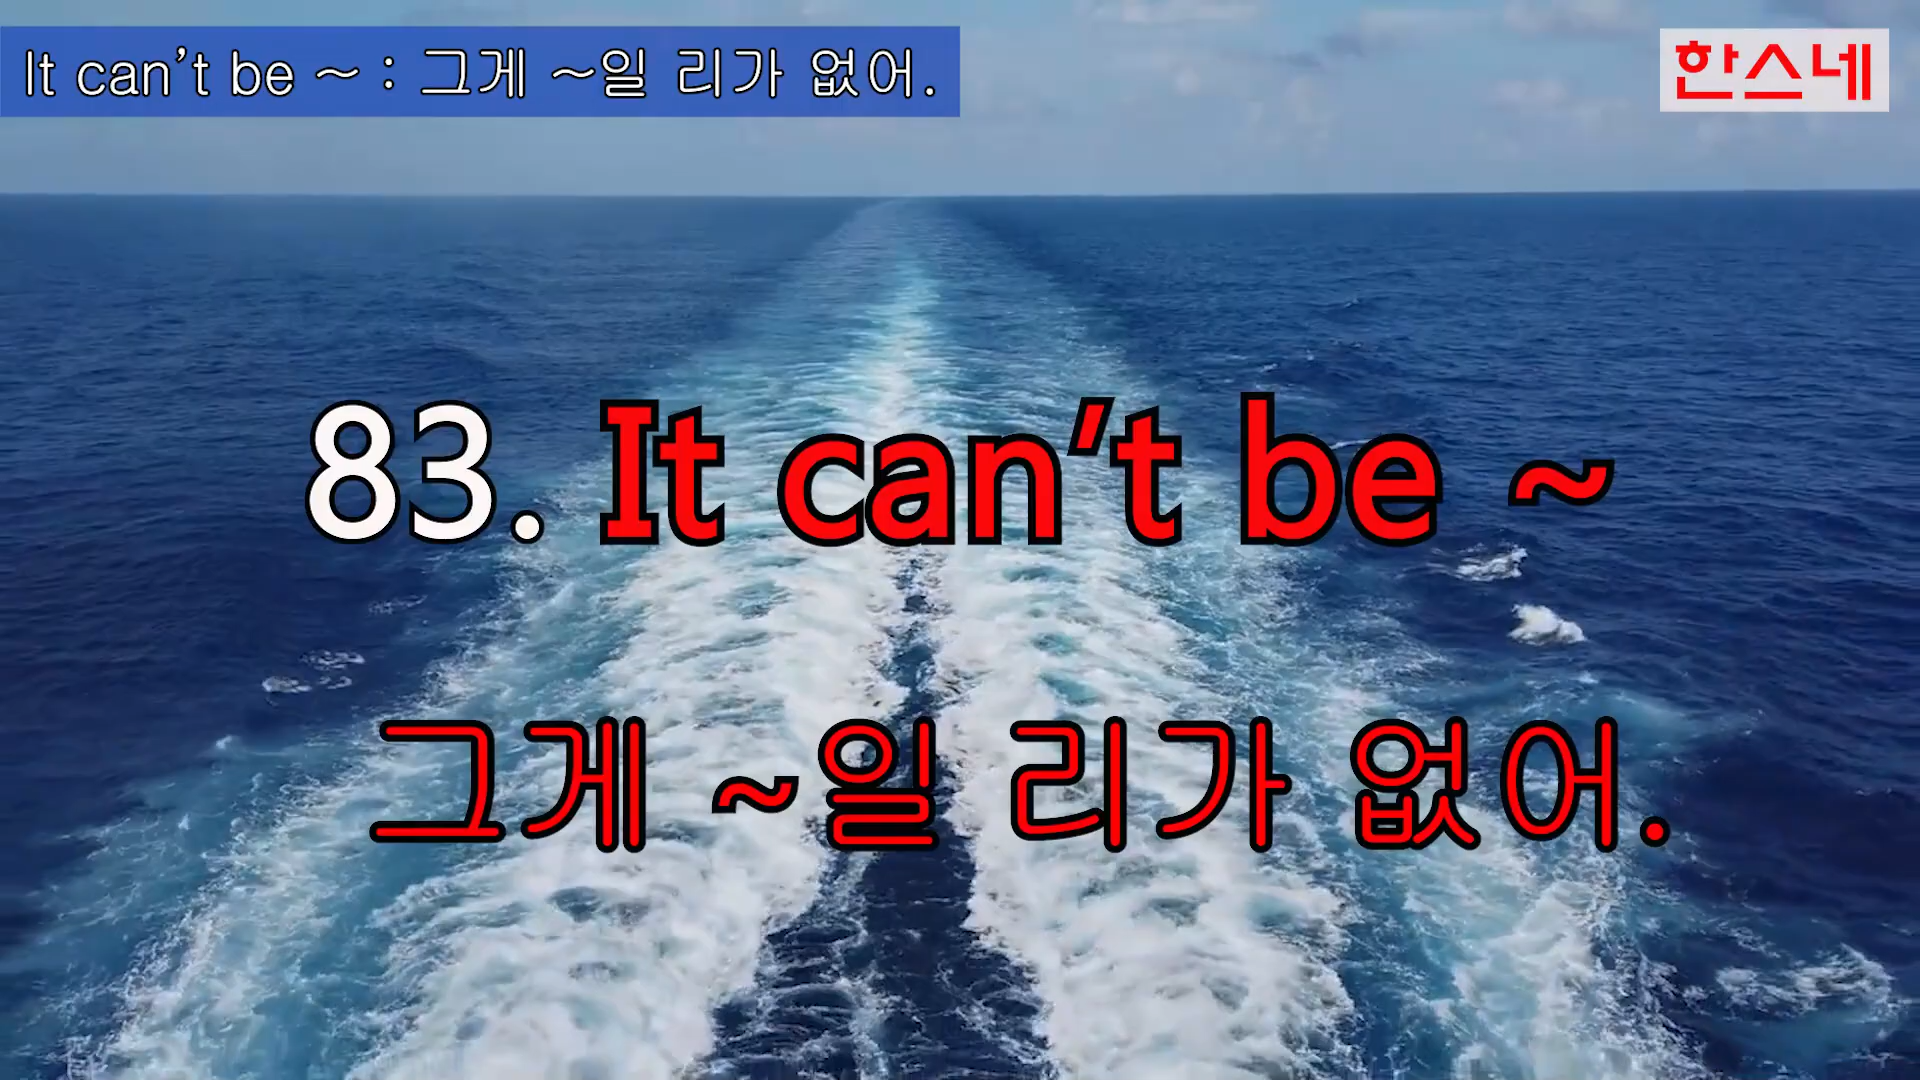 It can't be ~ : 그게 ~일 리가 없어.
한스네
83. It can't be ~
그게 ~일 리가 없어.